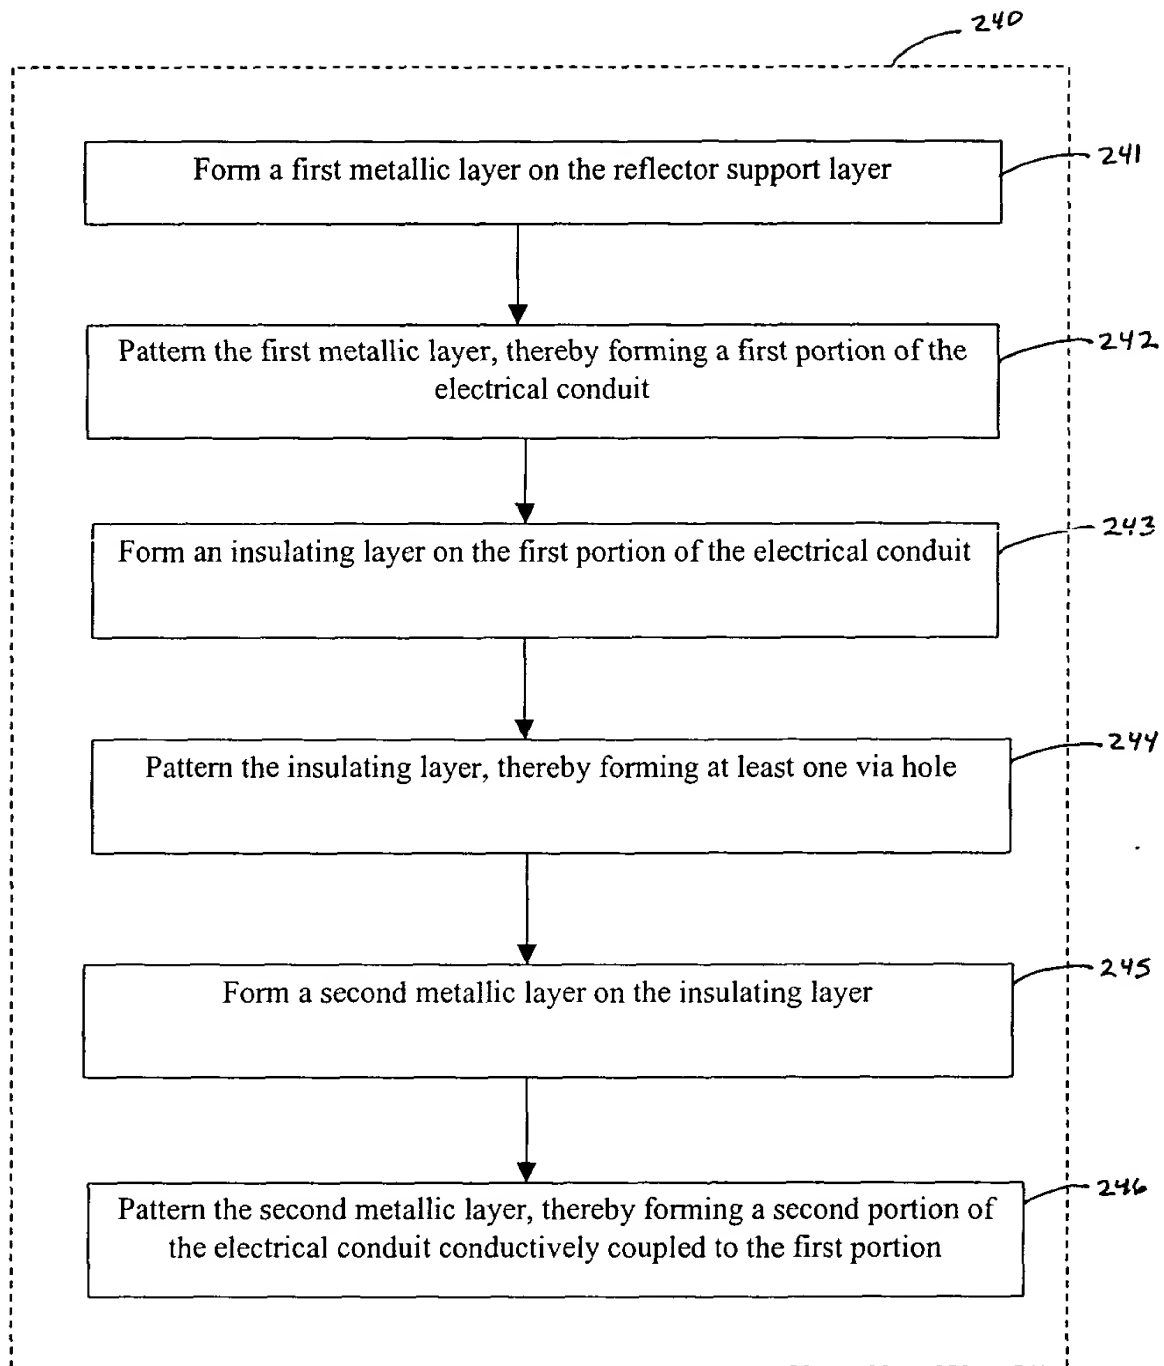 240
Form a first metallic layer on the reflector support layer
241
Pattern the first metallic layer, thereby forming a first portion of the
electrical conduit
242
Form an insulating layer on the first portion of the electrical conduit
243
Pattern the insulating layer, thereby forming at least one via hole
244
Form a second metallic layer on the insulating layer
245
Pattern the second metallic layer, thereby forming a second portion of
the electrical conduit conductively coupled to the first portion
246